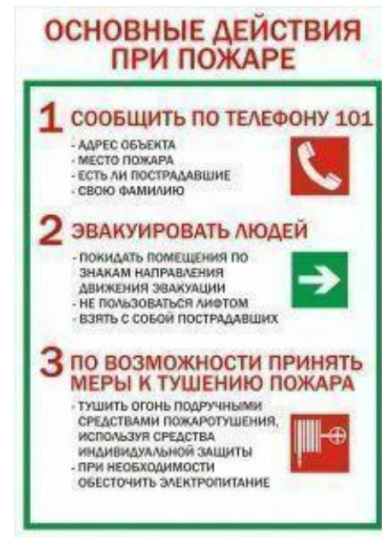 ОСНОВНЫЕ ДЕЙСТВИЯ
ПРИ ПОЖАРЕ
1 СООБЩИТЬ ПО ТЕЛЕФОНУ 101
- АДРЕС ОБЪЕКТА
- МЕСТО ПОЖАРА
- ЕСТЬ ЛИ ПОСТРАДАВШИЕ
- СВОЮ ФАМИЛИЮ
2 ЭВАКУИРОВАТЬ ЛЮДЕЙ
- ПОКИДАТЬ ПОМЕЩЕНИЯ ПО
ЗНАКАМ НАПРАВЛЕНИЯ
ДВИЖЕНИЯ ЭВАКУАЦИИ
- НЕ ПОЛЬЗОВАТЬСЯ ЛИФТОМ
- ВЗЯТЬ С СОБОЙ ПОСТРАДАВШИХ
3 ПО ВОЗМОЖНОСТИ ПРИНЯТЬ
МЕРЫ К ТУШЕНИЮ ПОЖАРА
- ТУШИТЬ ОГОНЬ ПОДРУЧНЫМИ
СРЕДСТВАМИ ПОЖАРОТУШЕНИЯ,
ИСПОЛЬЗУЯ СРЕДСТВА
ИНДИВИДУАЛЬНОЙ ЗАЩИТЫ
- ПРИ НЕОБХОДИМОСТИ
ОБЕСТОЧИТЬ ЭЛЕКТРОПИТАНИЕ